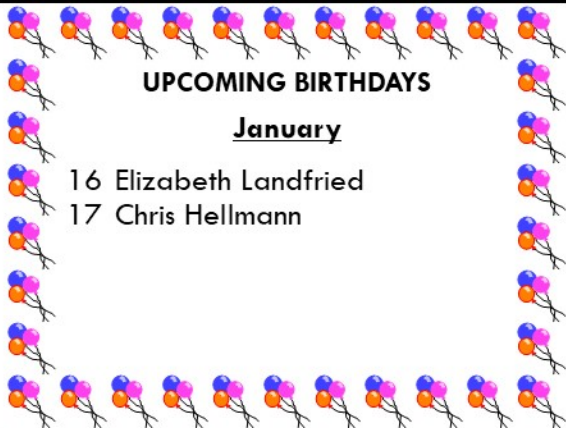 UPCOMING BIRTHDAYS
January
16 Elizabeth Landfried
17 Chris Hellmann